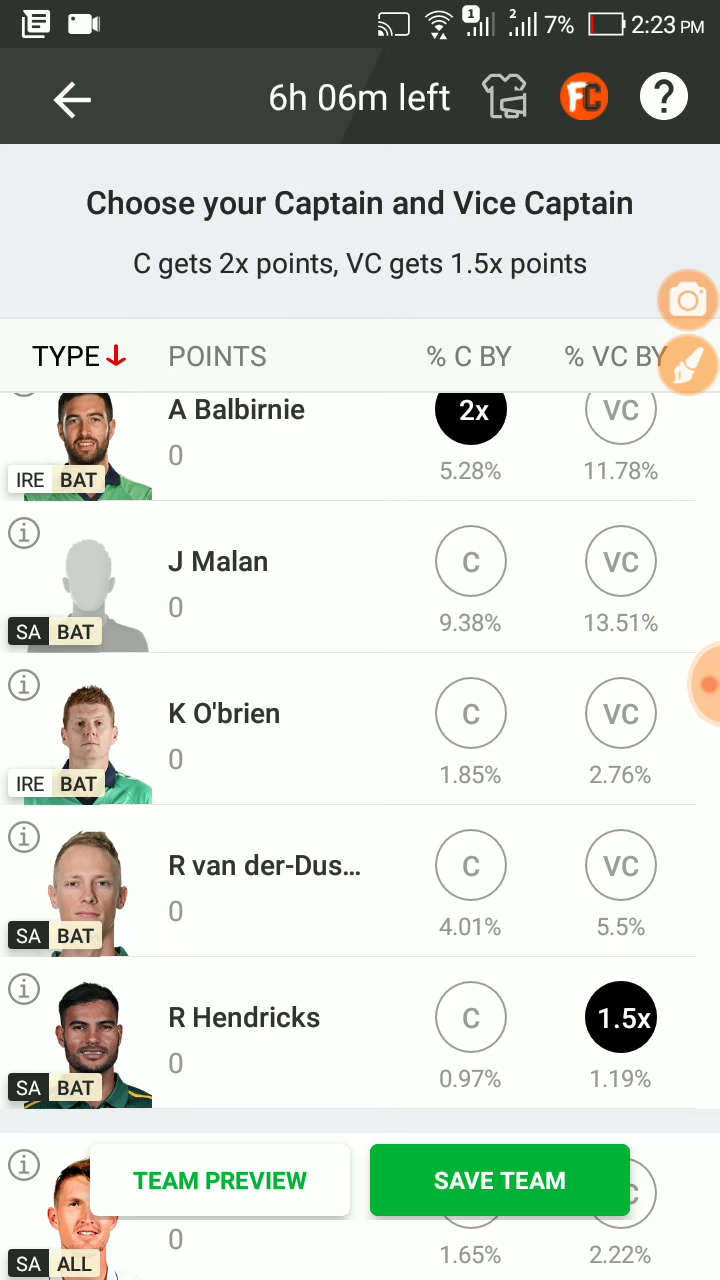 1 2 7% 2:23 PM
6h 06m left FC ?
Choose your Captain and Vice Captain
C gets 2x points, VC gets 1.5x points
TYPE POINTS % C BY % VC BY
A Balbirnie 2x VC
0
IRE BAT 5.28% 11.78%
i
J Malan C VC
0
SA BAT 9.38% 13.51%
i
K O'brien C VC
0
IRE BAT 1.85% 2.76%
i
R van der-Dus... C VC
0
SA BAT 4.01% 5.5%
i
R Hendricks C 1.5x
0
SA BAT 0.97% 1.19%
i
TEAM PREVIEW SAVE TEAM
0
SA ALL 1.65% 2.22%